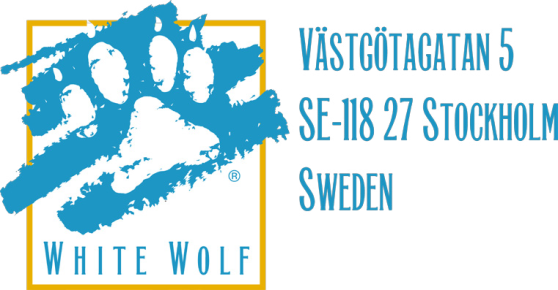 VÄSTGÖTAGATAN 5
SE-118 27 STOCKHOLM
SWEDEN
®
WHITE WOLF